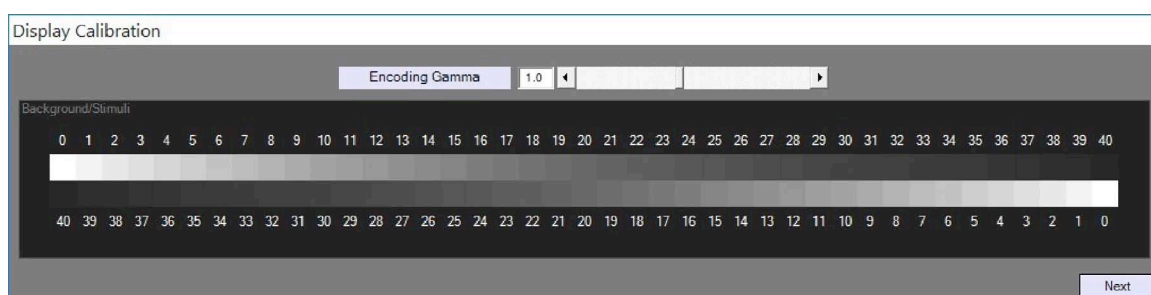 Display Calibration
Encoding Gamma 1.0
Background/Stimuli
0 1 2 3 4 5 6 7 8 9 10 11 12 13 14 15 16 17 18 19 20 21 22 23 24 25 26 27 28 29 30 31 32 33 34 35 36 37 38 39 40
40 39 38 37 36 35 34 33 32 31 30 29 28 27 26 25 24 23 22 21 20 19 18 17 16 15 14 13 12 11 10 9 8 7 6 5 4 3 2 1 0
Next